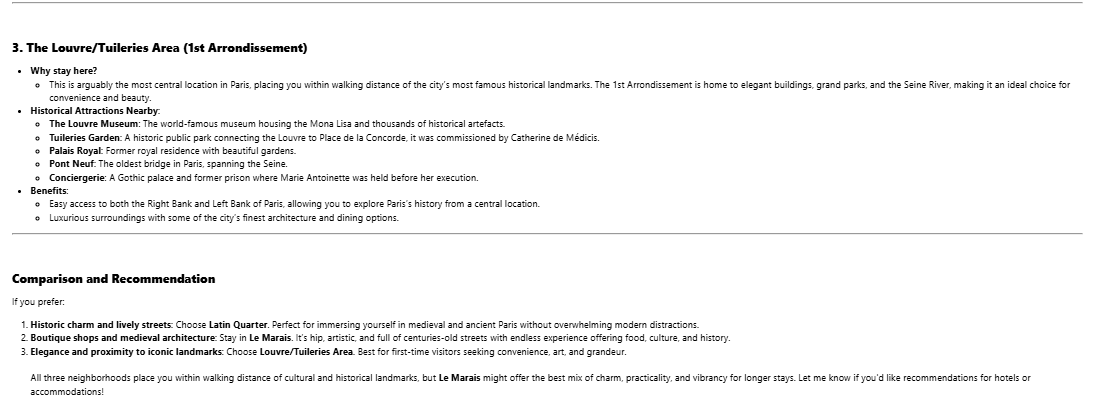 3. The Louvre/Tuileries Area (1st Arrondissement)
• Why stay here?
○ This is arguably the most central location in Paris, placing you within walking distance of the city's most famous historical landmarks. The 1st Arrondissement is home to elegant buildings, grand parks, and the Seine River, making it an ideal choice for
convenience and beauty.
• Historical Attractions Nearby:
○ The Louvre Museum: The world-famous museum housing the Mona Lisa and thousands of historical artefacts.
○ Tuileries Garden: A historic public park connecting the Louvre to Place de la Concorde, it was commissioned by Catherine de Médicis.
○ Palais Royal: Former royal residence with beautiful gardens.
○ Pont Neuf: The oldest bridge in Paris, spanning the Seine.
○ Conciergerie: A Gothic palace and former prison where Marie Antoinette was held before her execution.
• Benefits:
○ Easy access to both the Right Bank and Left Bank of Paris, allowing you to explore Paris's history from a central location.
○ Luxurious surroundings with some of the city's finest architecture and dining options.
Comparison and Recommendation
If you prefer:
1. Historic charm and lively streets: Choose Latin Quarter. Perfect for immersing yourself in medieval and ancient Paris without overwhelming modern distractions.
2. Boutique shops and medieval architecture: Stay in Le Marais. It's hip, artistic, and full of centuries-old streets with endless experience offering food, culture, and history.
3. Elegance and proximity to iconic landmarks: Choose Louvre/Tuileries Area. Best for first-time visitors seeking convenience, art, and grandeur.
All three neighborhoods place you within walking distance of cultural and historical landmarks, but Le Marais might offer the best mix of charm, practicality, and vibrancy for longer stays. Let me know if you'd like recommendations for hotels or
accommodations!